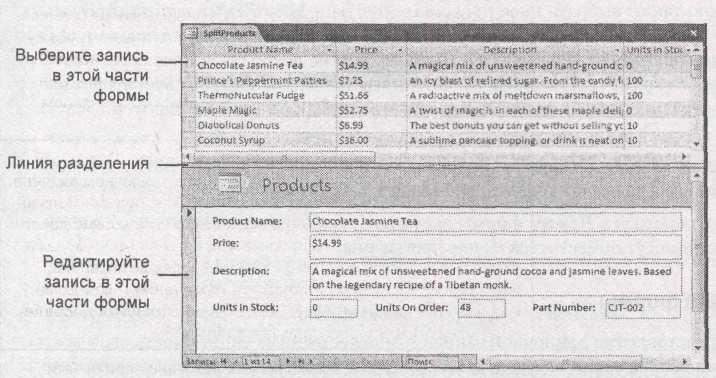 SplitProducts
Выберите запись
в этой части
формы
Product Name Price Description Units In
Chocolate Jasmine Tea $14.99 A magical mix of unsweetened hand-ground c 0
Prince's Peppermint Patties $7.25 An icy blast of refined sugar. From the candy f 100
ThermoNutcular Fudge $51.66 A radioactive mix of meltdown marshmallows, 100
Maple Magic $52.75 A twist of magic in each of these maple deli 0
Diabolical Donuts $6.99 The best donuts you can get without selling yo 10
Coconut Syrup $36.00 A sublime pancake topping, or drink is neat on 10
Линия разделения
Products
Product Name: Chocolate Jasmine Tea
Price: $14.99
Редактируйте
запись в этой
части формы
Description: A magical mix of unsweetened hand-ground cocoa and jasmine leaves. Based
on the legendary recipe of a Tibetan monk.
Units In Stock: 0 Units On Order: 48 Part Number: CJT-002
Запись: 1 из 14 Поиск